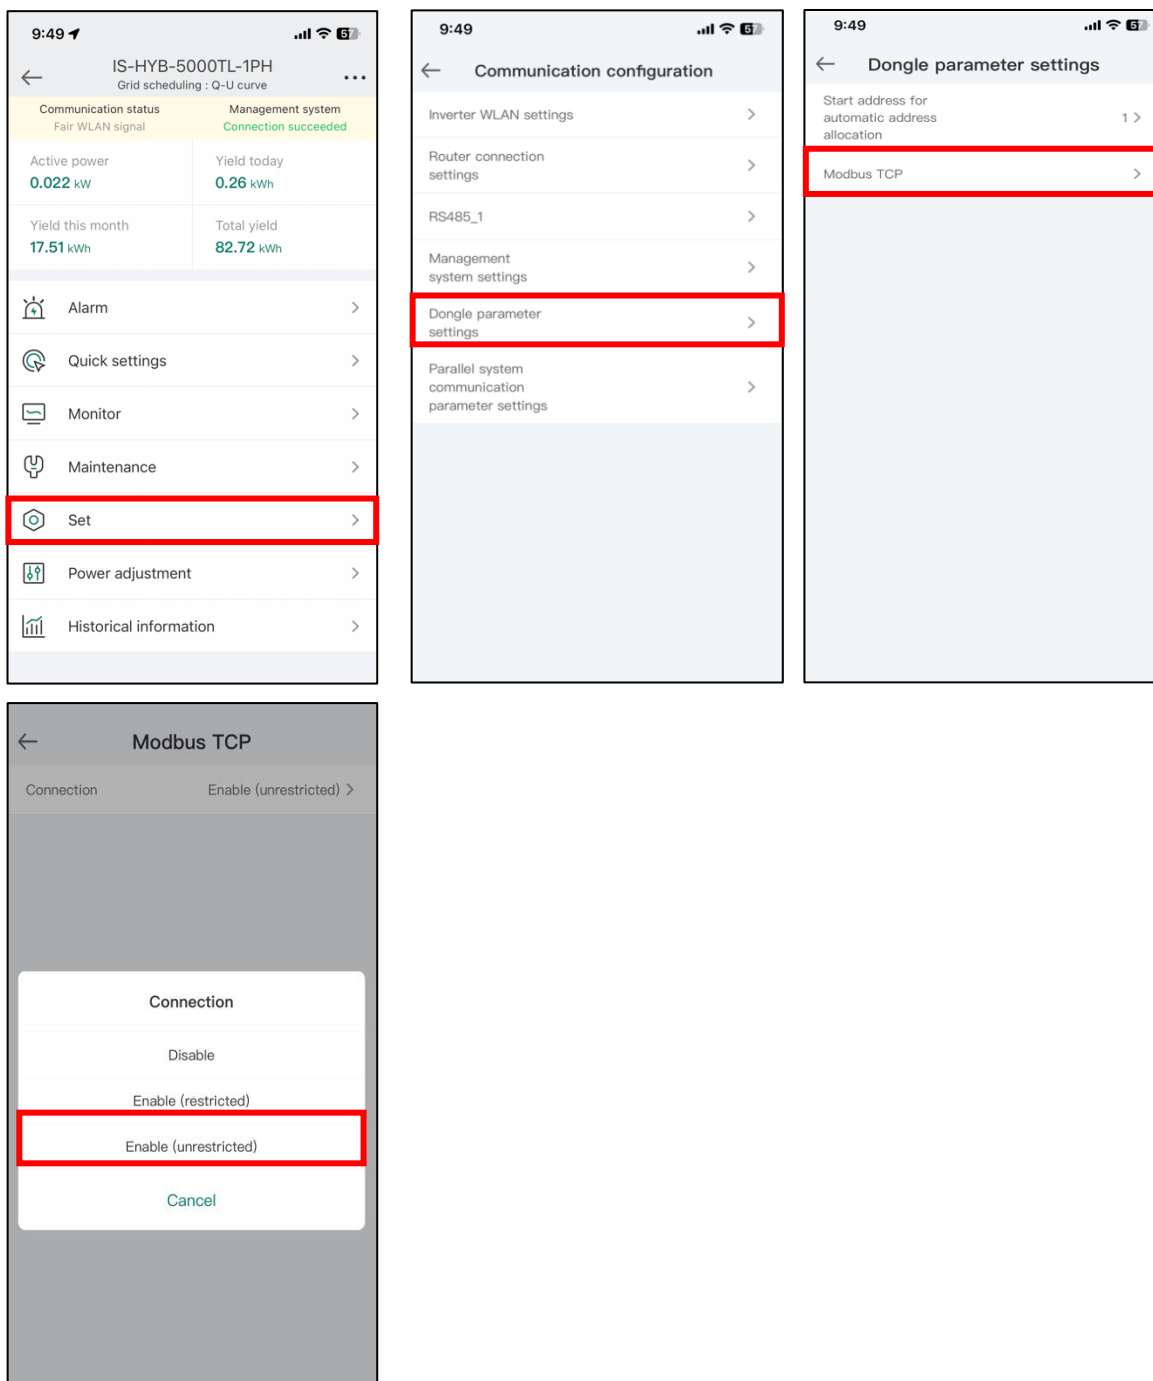 9:49
57
IS-HYB-5000TL-1PH
Grid scheduling : Q-U curve
Communication status
Management system
Fair WLAN signal
Connection succeeded
Active power
Yield today
0.022 kW
0.26 kWh
Yield this month
Total yield
17.51 kWh
82.72 kWh
Alarm
Quick settings
Monitor
Maintenance
Set
Power adjustment
Historical information
9:49
57
Communication configuration
Inverter WLAN settings
Router connection
settings
RS485_1
Management
system settings
Dongle parameter
settings
Parallel system
communication
parameter settings
9:49
57
Dongle parameter settings
Start address for
automatic address
allocation
1
Modbus TCP
Modbus TCP
Connection
Enable (unrestricted)
Connection
Disable
Enable (restricted)
Enable (unrestricted)
Cancel